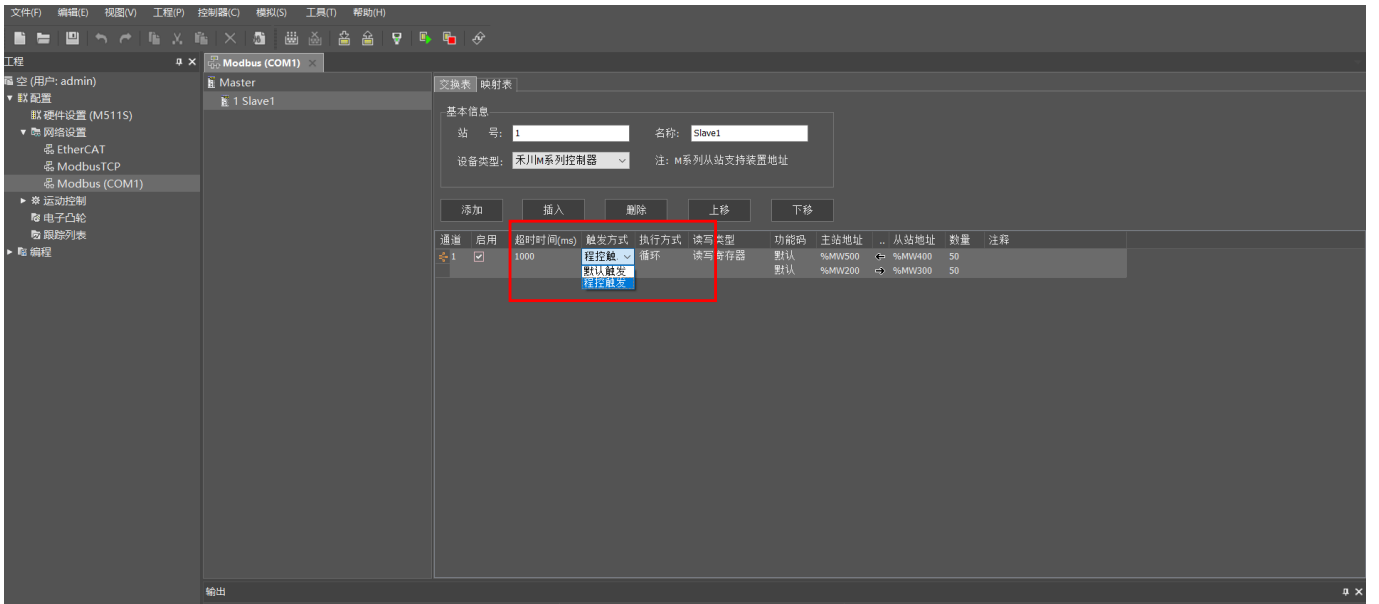 文件(F) 编辑(E) 视图(V) 工程(P) 控制器(C) 模拟(S) 工具(T) 帮助(H)
工程
Modbus (COM1)
空 (用户: admin)
配置
硬件设置 (M511S)
网络设置
EtherCAT
ModbusTCP
Modbus (COM1)
运动控制
电子凸轮
跟踪列表
编程
Master
1 Slave1
交换表 映射表
基本信息
站 号: 1 名称: Slave1
设备类型: 禾川M系列控制器 注: M系列从站支持装置地址
添加 插入 删除 上移 下移
通道 启用 超时时间(ms) 触发方式 执行方式 读写类型 功能码 主站地址 .. 从站地址 数量 注释
1 1000 程控触. 循环 读写寄存器 默认 %MW500 %MW400 50
默认触发 默认 %MW200 %MW300 50
程控触发
输出